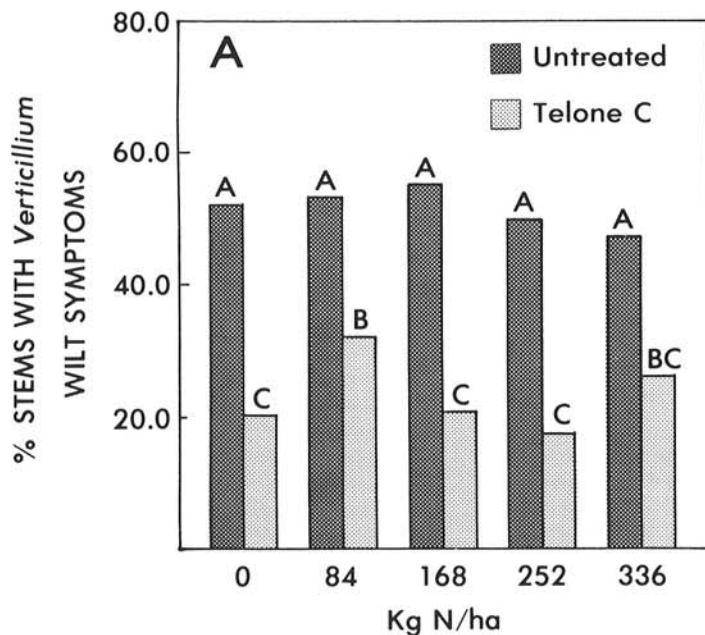 A
Untreated
Telone C
% STEMS WITH Verticillium
WILT SYMPTOMS
80.0
60.0
40.0
20.0
A
C
A
B
A
C
A
C
A
BC
0 84 168 252 336
Kg N/ha